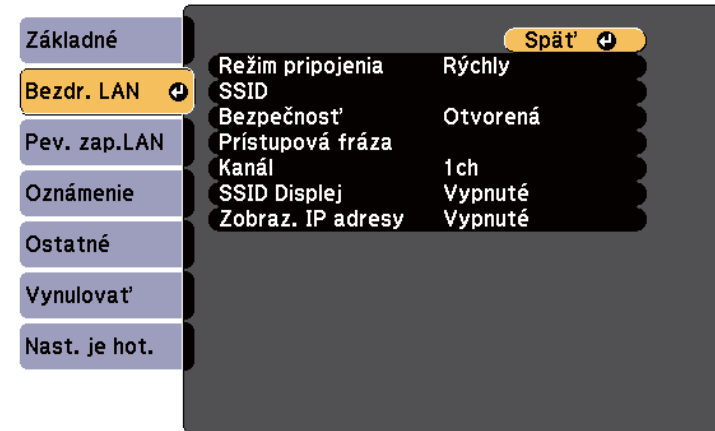 Základné
Bezdr. LAN
Pev. zap.LAN
Oznámenie
Ostatné
Vynulovať
Nast. je hot.
Späť
Režim pripojenia Rýchly
SSID
Bezpečnosť Otvorená
Prístupová fráza
Kanál 1ch
SSID Displej Vypnuté
Zobraz. IP adresy Vypnuté